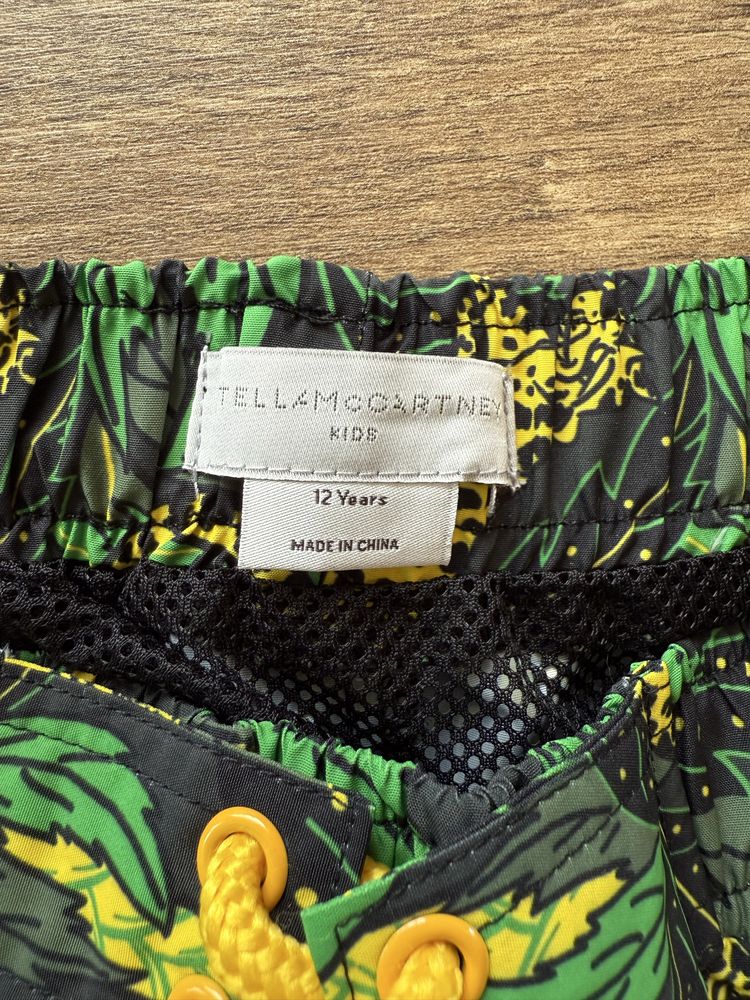 TELLAMCCARTNEY
KIDS
12 Years
MADE IN CHINA